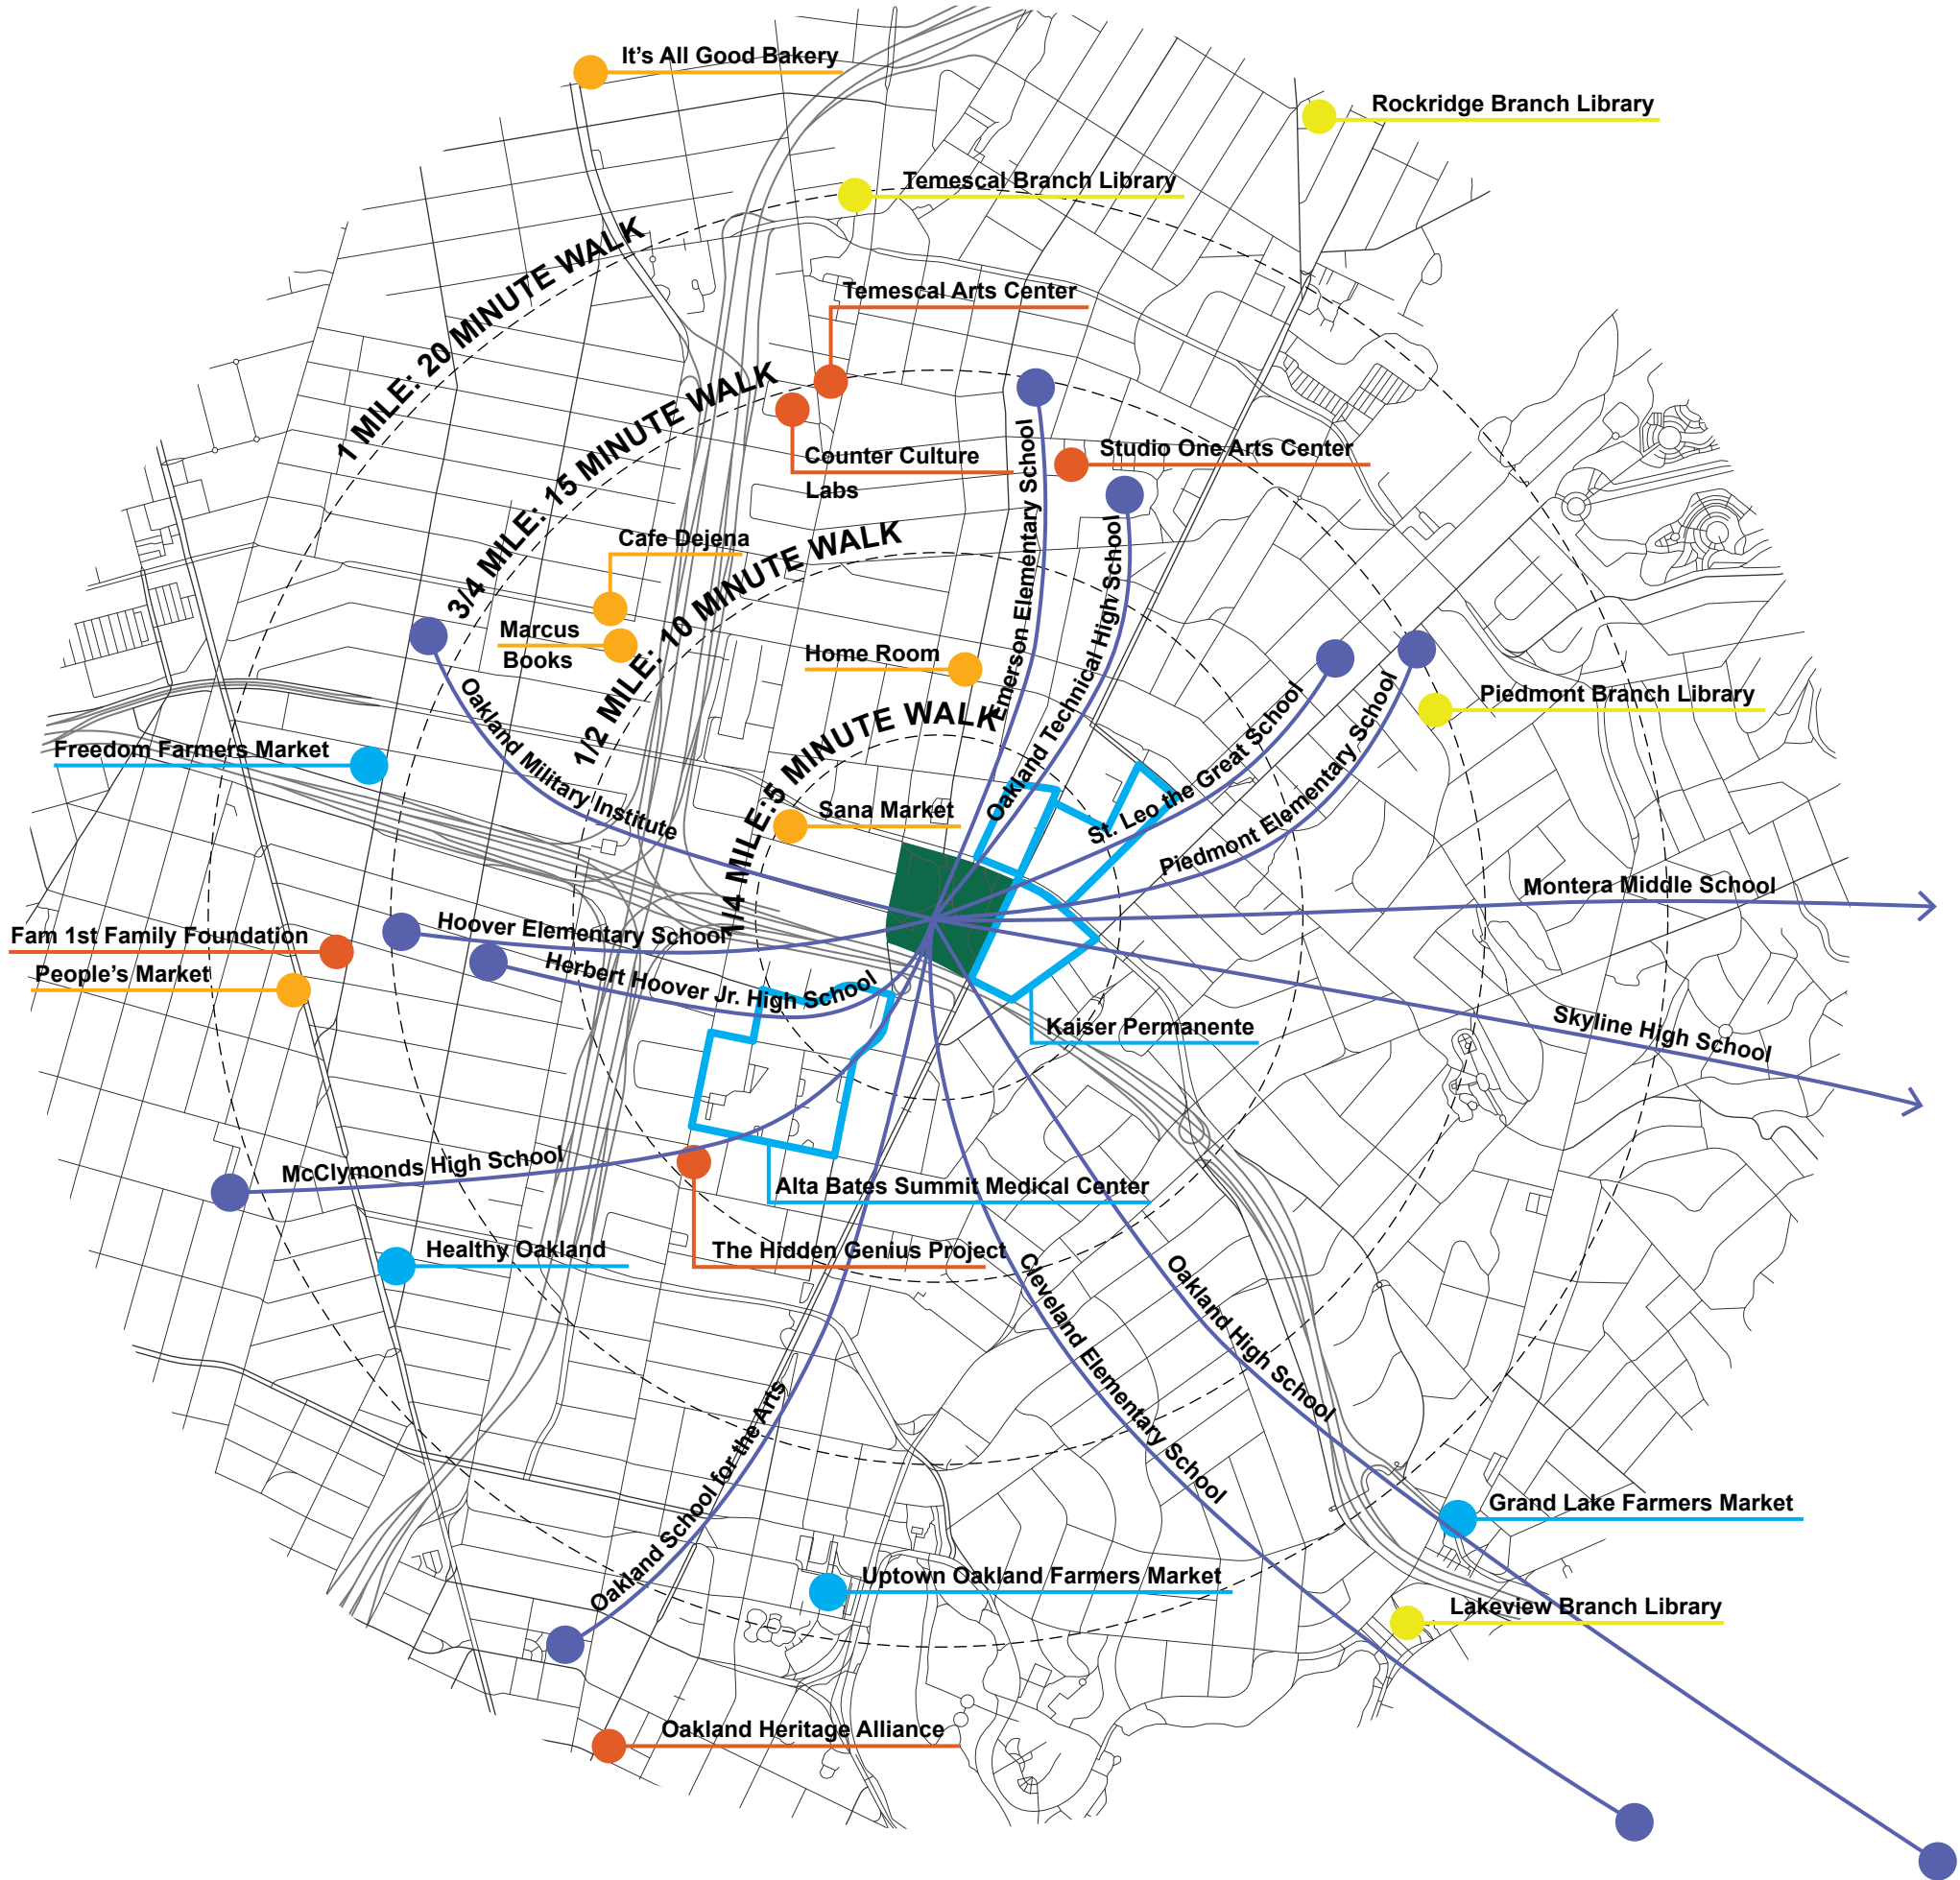 It's All Good Bakery
Rockridge Branch Library
Temescal Branch Library
1 MILE: 20 MINUTE WALK
Temescal Arts Center
3/4 MILE: 15 MINUTE WALK
Counter Culture
Labs
Studio One Arts Center
Emerson Elementary School
Oakland Technical High School
Cafe Dejena
1/2 MILE: 10 MINUTE WALK
Marcus
Books
Home Room
St. Leo the Great School
Piedmont Elementary School
Piedmont Branch Library
Oakland Military Institute
Freedom Farmers Market
1/4 MILE: 5 MINUTE WALK
Sana Market
Montera Middle School
Hoover Elementary School
Fam 1st Family Foundation
People's Market
Herbert Hoover Jr. High School
Kaiser Permanente
Skyline High School
McClymonds High School
Alta Bates Summit Medical Center
Healthy Oakland
The Hidden Genius Project
Cleveland Elementary School
Oakland High School
Oakland School for the Arts
Grand Lake Farmers Market
Uptown Oakland Farmers Market
Lakeview Branch Library
Oakland Heritage Alliance